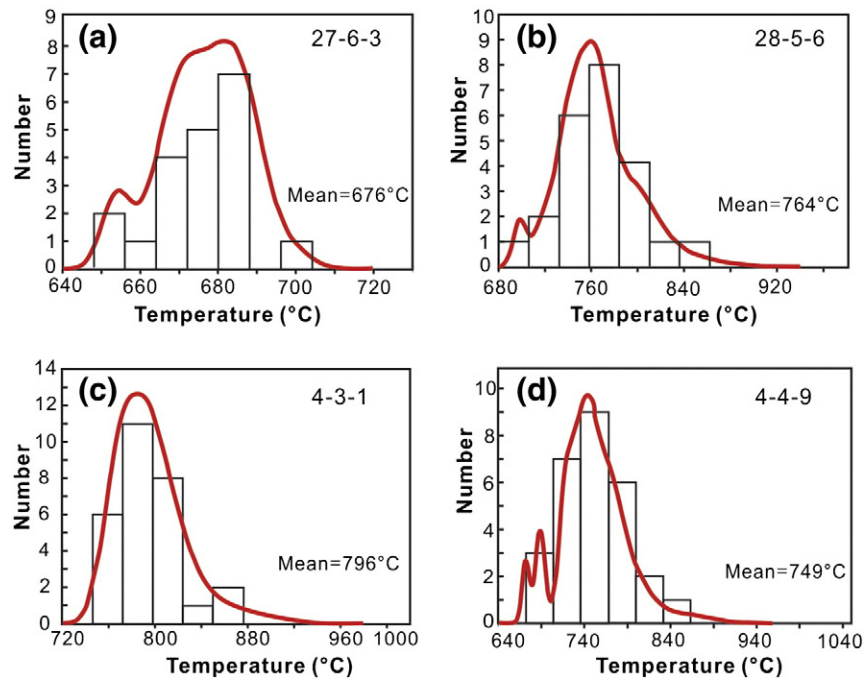 (a) 27-6-3
9
8
7
6
5
4
3
2
1
0
Number
Mean=676°C
640 660 680 700 720
Temperature (°C)
(b) 28-5-6
10
9
8
7
6
5
4
3
2
1
0
Number
Mean=764°C
680 760 840 920
Temperature (°C)
(c) 4-3-1
14
12
10
8
6
4
2
0
Number
Mean=796°C
720 800 880 960 1000
Temperature (°C)
(d) 4-4-9
10
8
6
4
2
0
Number
Mean=749°C
640 740 840 940 1040
Temperature (°C)